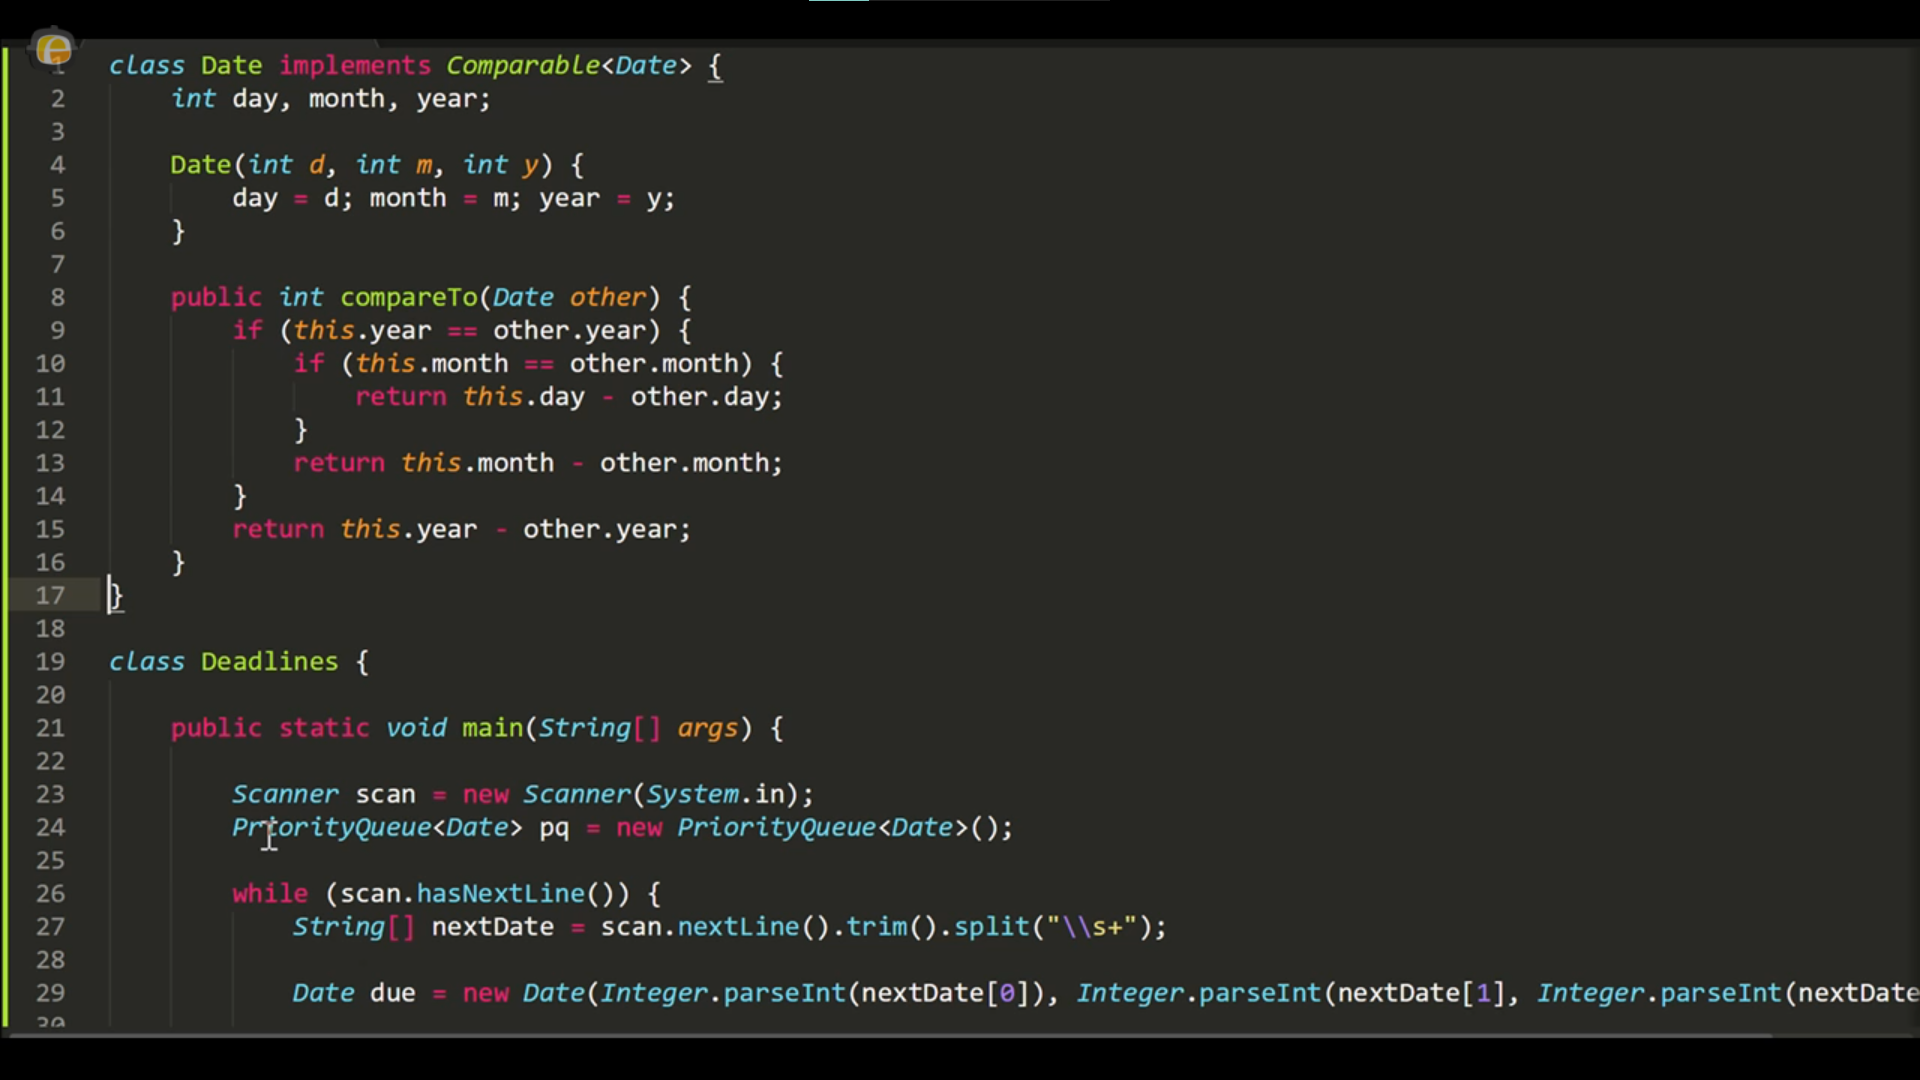 1 class Date implements Comparable<Date> {
2 int day, month, year;
3
4 Date(int d, int m, int y) {
5 day = d; month = m; year = y;
6 }
7
8 public int compareTo(Date other) {
9 if (this.year == other.year) {
10 if (this.month == other.month) {
11 return this.day - other.day;
12 }
13 return this.month - other.month;
14 }
15 return this.year - other.year;
16 }
17 }
18
19 class Deadlines {
20
21 public static void main(String[] args) {
22
23 Scanner scan = new Scanner(System.in);
24 PriorityQueue<Date> pq = new PriorityQueue<Date>();
25
26 while (scan.hasNextLine()) {
27 String[] nextDate = scan.nextLine().trim().split("\\s+");
28
29 Date due = new Date(Integer.parseInt(nextDate[0]), Integer.parseInt(nextDate[1], Integer.parseInt(nextDate
30